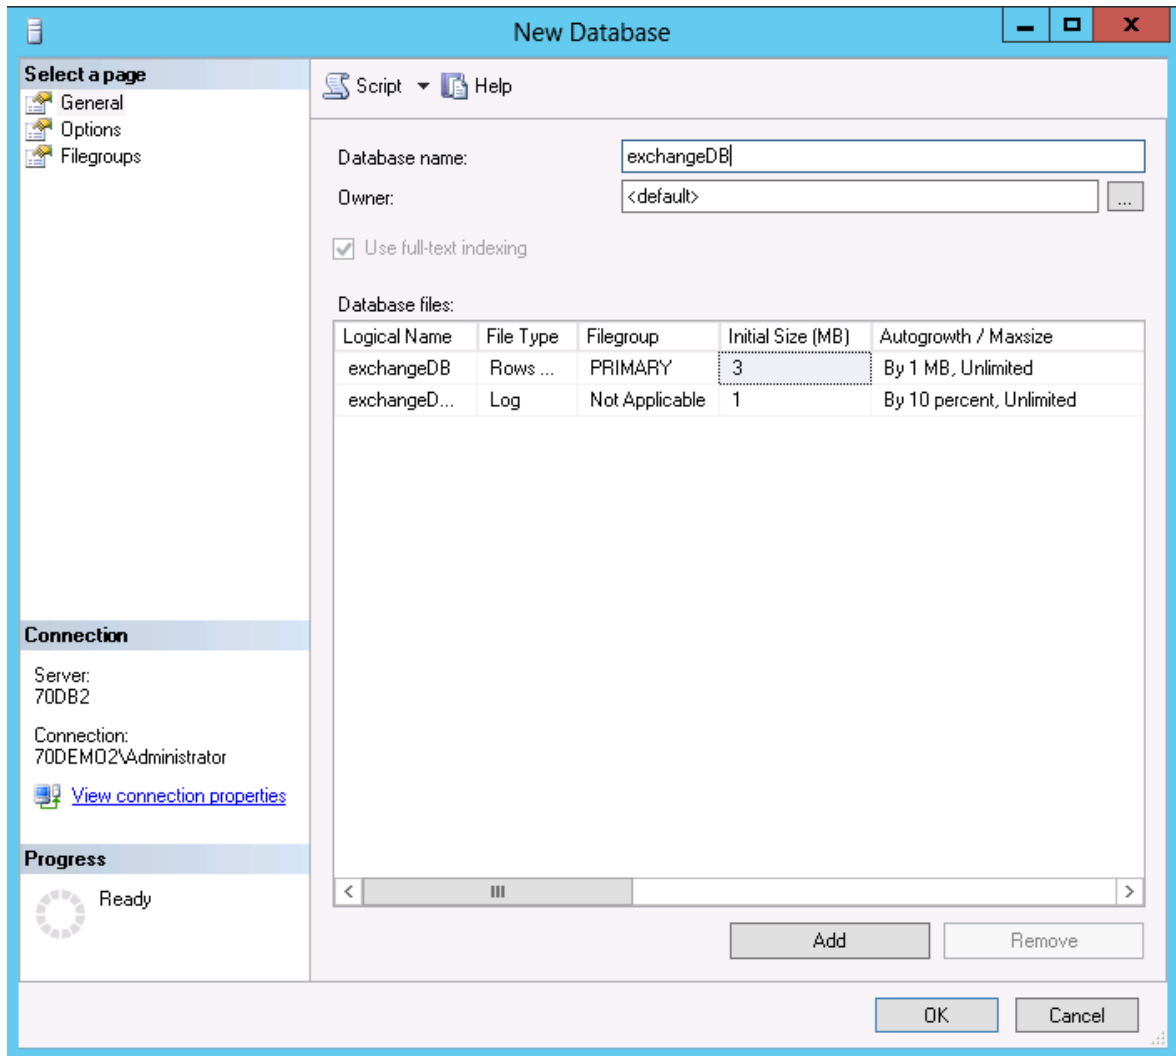 New Database
Select a page
General
Options
Filegroups
Script Help
Database name: exchangeDB
Owner: <default> ...
Use full-text indexing
Database files:
Logical Name File Type Filegroup Initial Size (MB) Autogrowth / Maxsize
exchangeDB Rows ... PRIMARY 3 By 1 MB, Unlimited
exchangeD... Log Not Applicable 1 By 10 percent, Unlimited
Connection
Server:
70DB2
Connection:
70DEMO2\Administrator
View connection properties
Progress
Ready
Add Remove
OK Cancel